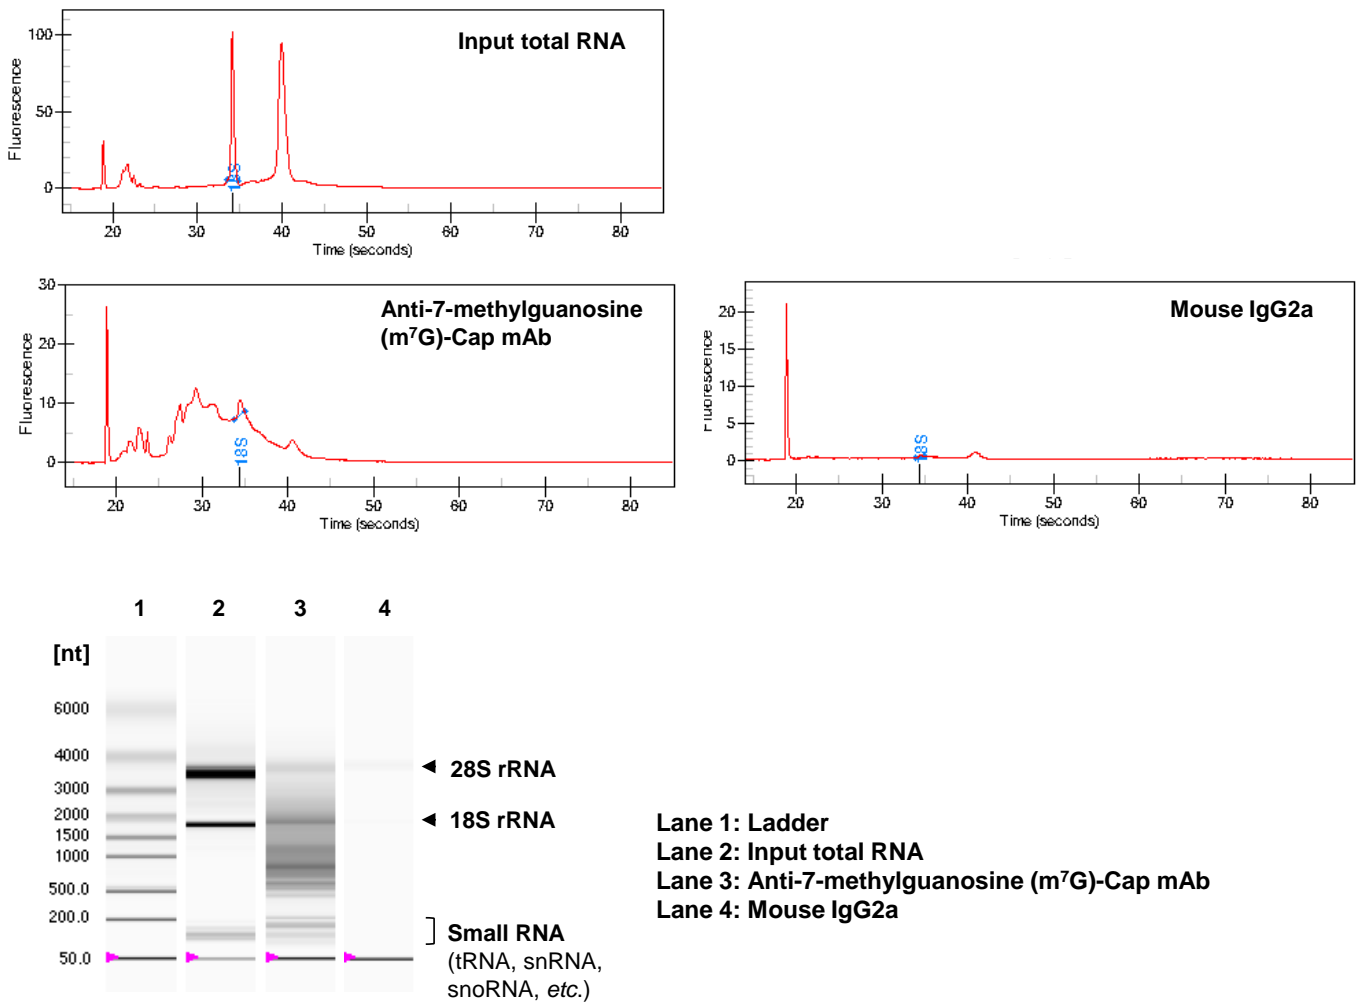 Input total RNA
Fluorescence
100
50
0
18S
20 30 40 50 60 70 80
Time (seconds)
Anti-7-methylguanosine
(m⁷G)-Cap mAb
Fluorescence
30
20
10
0
18S
20 30 40 50 60 70 80
Time (seconds)
Mouse IgG2a
Fluorescence
20
15
10
5
0
18S
20 30 40 50 60 70 80
Time (seconds)
1 2 3 4
[nt]
6000
4000
3000
2000
1500
1000
500.0
200.0
50.0
28S rRNA
18S rRNA
Small RNA
(tRNA, snRNA,
snoRNA, etc.)
Lane 1: Ladder
Lane 2: Input total RNA
Lane 3: Anti-7-methylguanosine (m⁷G)-Cap mAb
Lane 4: Mouse IgG2a